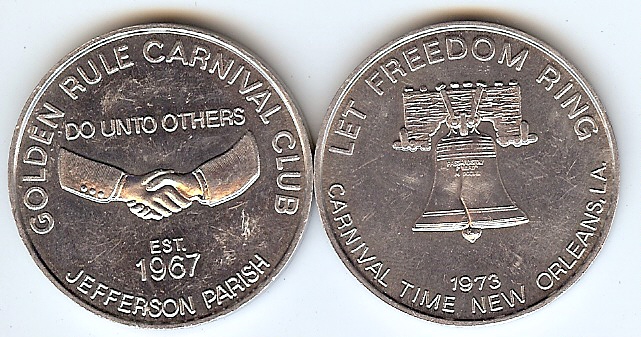 GOLDEN RULE CARNIVAL CLUB
DO UNTO OTHERS
EST.
1967
JEFFERSON PARISH
LET FREEDOM RING
1973
CARNIVAL TIME NEW ORLEANS, LA.